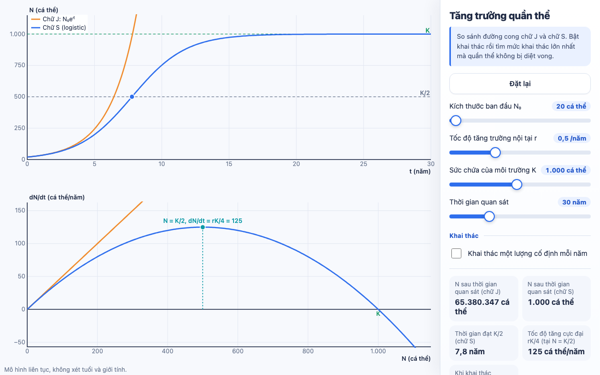 N (cá thể)
Chữ J: N₀eʳᵗ
Chữ S (logistic)
K
1.000
750
K/2
500
250
0
0
5
10
15
20
25
30
t (năm)
dN/dt (cá thể/năm)
150
N = K/2, dN/dt = rK/4 = 125
100
50
0
K
−50
0
200
400
600
800
1.000
N (cá thể)
Mô hình liên tục, không xét tuổi và giới tính.
Tăng trưởng quần thể
So sánh đường cong chữ J và chữ S. Bật
khai thác rồi tìm mức khai thác lớn nhất
mà quần thể không bị diệt vong.
Đặt lại
Kích thước ban đầu N₀
20 cá thể
Tốc độ tăng trưởng nội tại r
0,5 /năm
Sức chứa của môi trường K
1.000 cá thể
Thời gian quan sát
30 năm
Khai thác
Khai thác một lượng cố định mỗi năm
N sau thời gian
quan sát (chữ J)
65.380.347 cá
thể
N sau thời gian
quan sát (chữ S)
1.000 cá thể
Thời gian đạt K/2
(chữ S)
7,8 năm
Tốc độ tăng cực đại
rK/4 (tại N = K/2)
125 cá thể/năm
Khi khai thác,